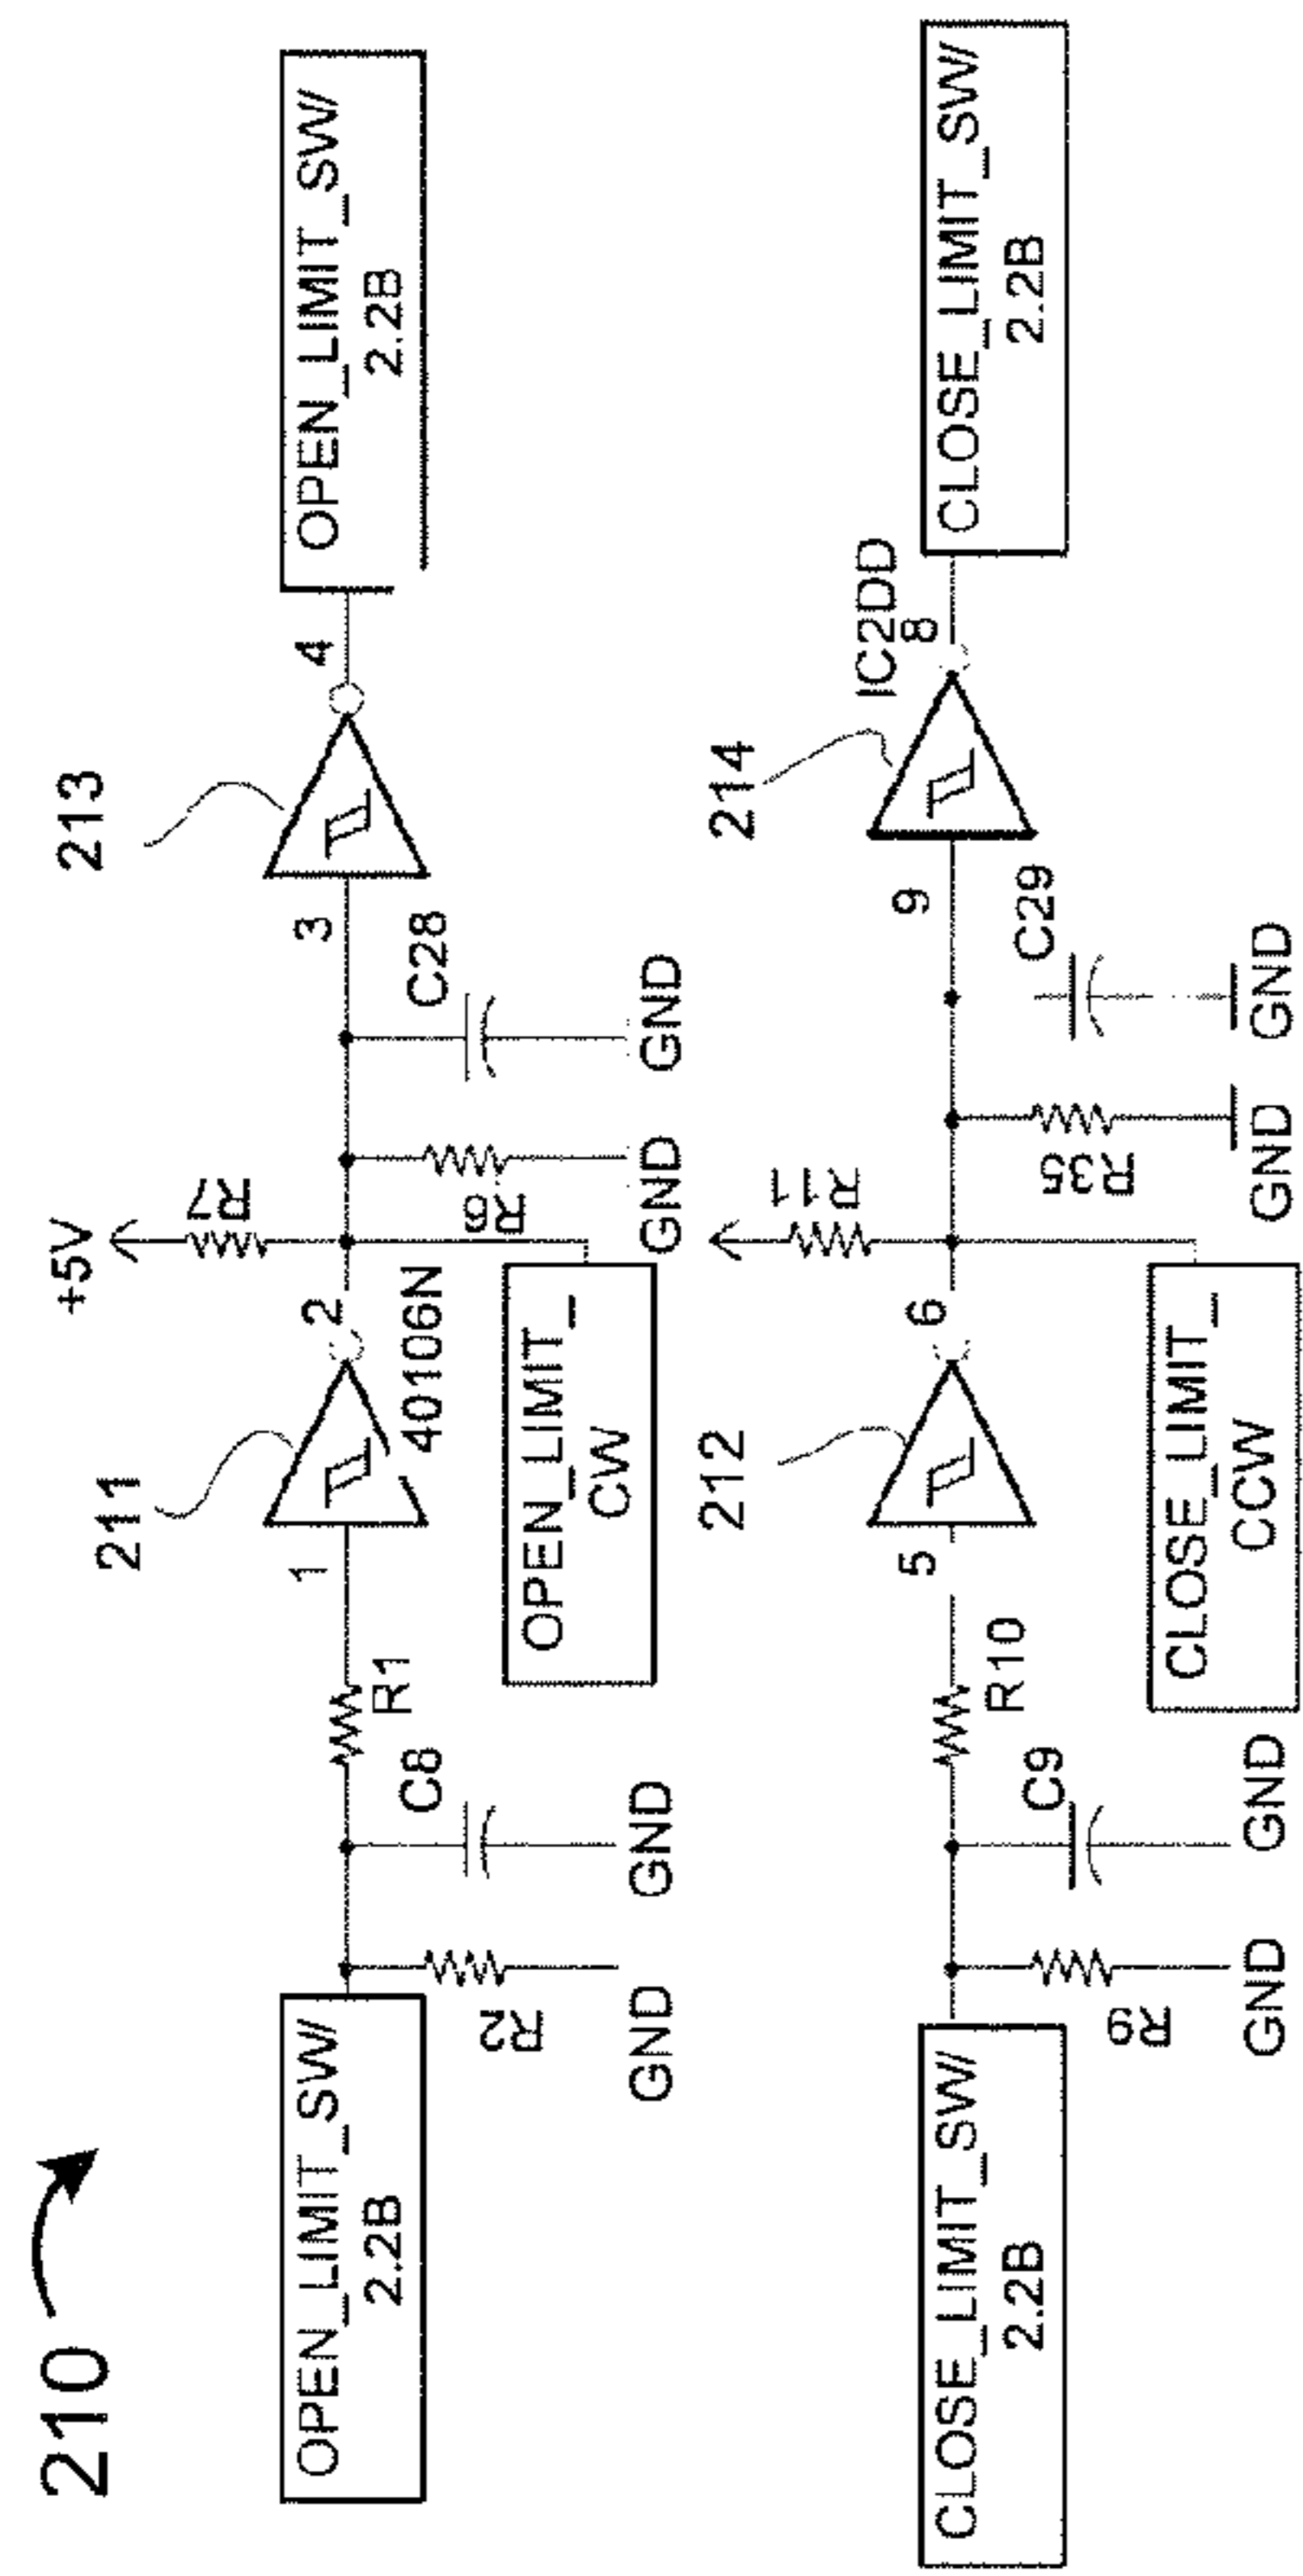 210
OPEN_LIMIT_SW/
2.2B
R2
GND
C8
GND
R1
1
211
40106N
2
OPEN_LIMIT_
CW
+5V
R7
R6
GND
C28
GND
3
213
4
OPEN_LIMIT_SW/
2.2B
CLOSE_LIMIT_SW/
2.2B
R9
GND
C9
GND
R10
5
212
6
CLOSE_LIMIT_
CCW
R11
R35
GND
C29
GND
9
214
IC2DD
8
CLOSE_LIMIT_SW/
2.2B